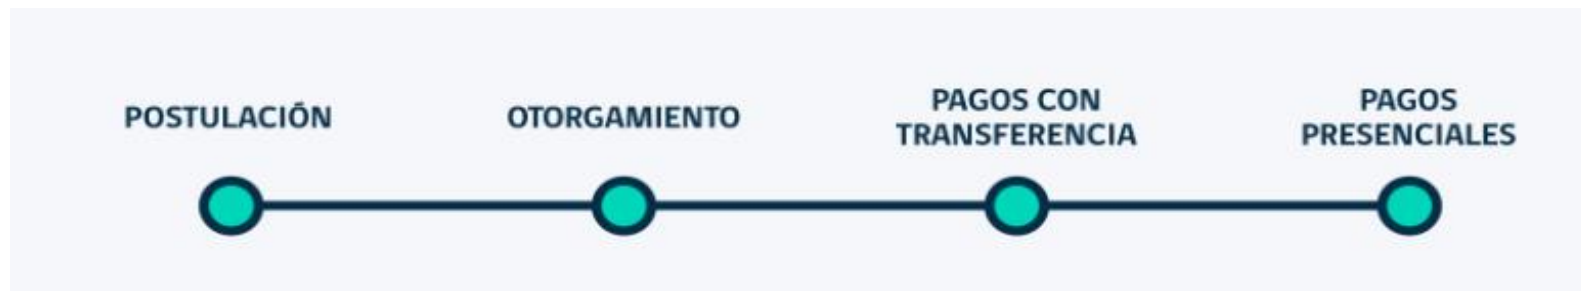 POSTULACIÓN
OTORGAMIENTO
PAGOS CON
TRANSFERENCIA
PAGOS
PRESENCIALES